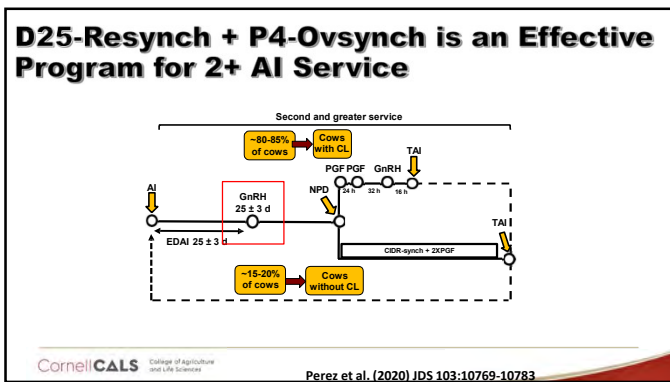 D25-Resynch + P4-Ovsynch is an Effective
Program for 2+ AI Service
Second and greater service
~80-85%
of cows
Cows
with CL
TAI
PGF PGF GnRH
24 h 32 h 16 h
AI
GnRH
25 ± 3 d
NPD
EDAI 25 ± 3 d
TAI
CIDR-synch + 2XPGF
~15-20%
of cows
Cows
without CL
CornellCALS College of Agriculture
and Life Sciences
Perez et al. (2020) JDS 103:10769-10783